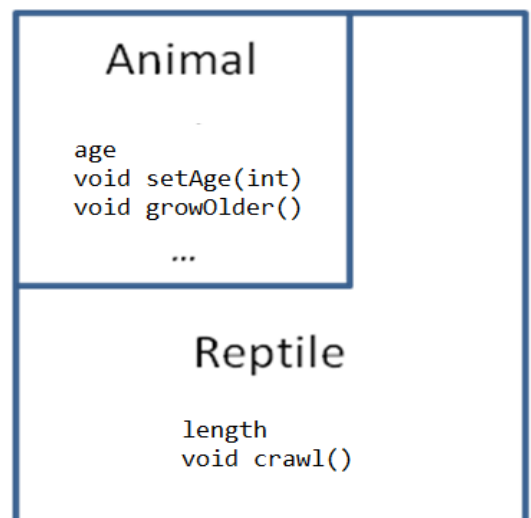 Animal
age
void setAge(int)
void growOlder()
...
Reptile
length
void crawl()